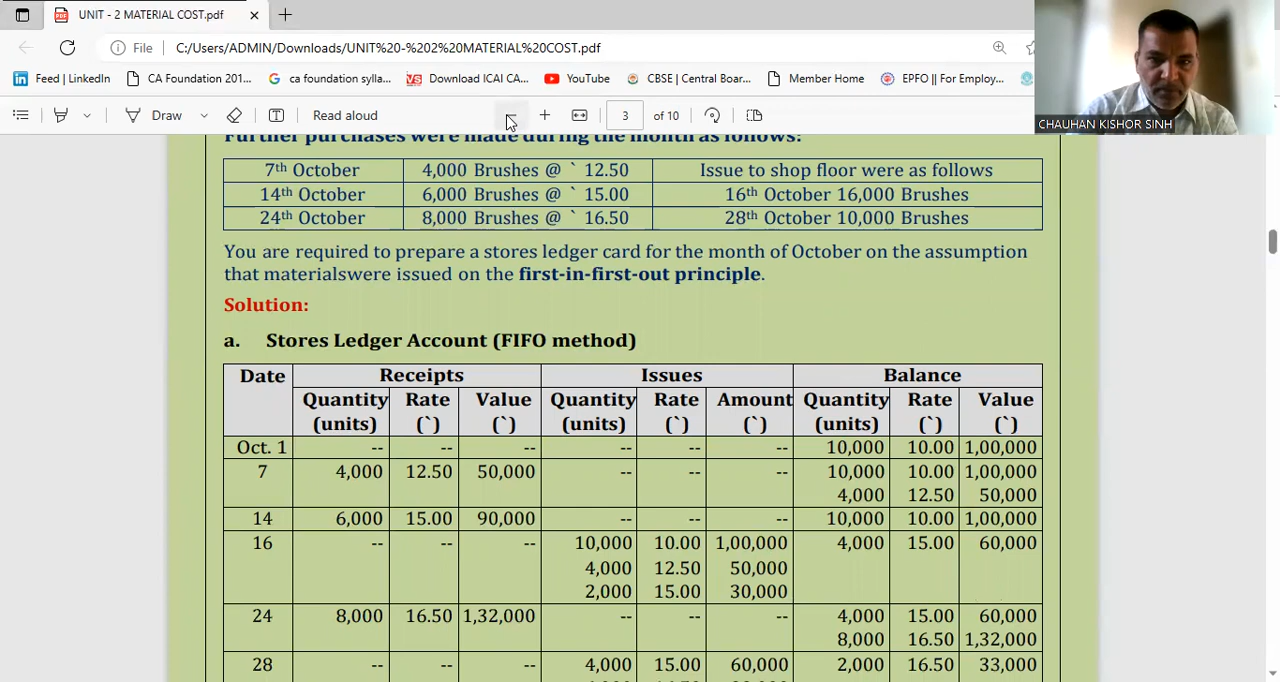 UNIT - 2 MATERIAL COST.pdf
File C:/Users/ADMIN/Downloads/UNIT%20-%202%20MATERIAL%20COST.pdf
Feed | LinkedIn CA Foundation 201... ca foundation sylla... Download ICAI CA... YouTube CBSE | Central Boar... Member Home EPFO || For Employ...
Draw Read aloud 3 of 10
CHAUHAN KISHOR SINH
Further purchases were made during the month as follows:
7th October 4,000 Brushes @ ` 12.50 Issue to shop floor were as follows
14th October 6,000 Brushes @ ` 15.00 16th October 16,000 Brushes
24th October 8,000 Brushes @ ` 16.50 28th October 10,000 Brushes
You are required to prepare a stores ledger card for the month of October on the assumption
that materialswere issued on the first-in-first-out principle.
Solution:
a. Stores Ledger Account (FIFO method)
Date Receipts Issues Balance
Quantity Rate Value Quantity Rate Amount Quantity Rate Value
(units) (`) (`) (units) (`) (`) (units) (`) (`)
Oct. 1 -- -- -- -- -- -- 10,000 10.00 1,00,000
7 4,000 12.50 50,000 -- -- -- 10,000 10.00 1,00,000
4,000 12.50 50,000
14 6,000 15.00 90,000 -- -- -- 10,000 10.00 1,00,000
16 -- -- -- 10,000 10.00 1,00,000 4,000 15.00 60,000
4,000 12.50 50,000
2,000 15.00 30,000
24 8,000 16.50 1,32,000 -- -- -- 4,000 15.00 60,000
8,000 16.50 1,32,000
28 -- -- -- 4,000 15.00 60,000 2,000 16.50 33,000